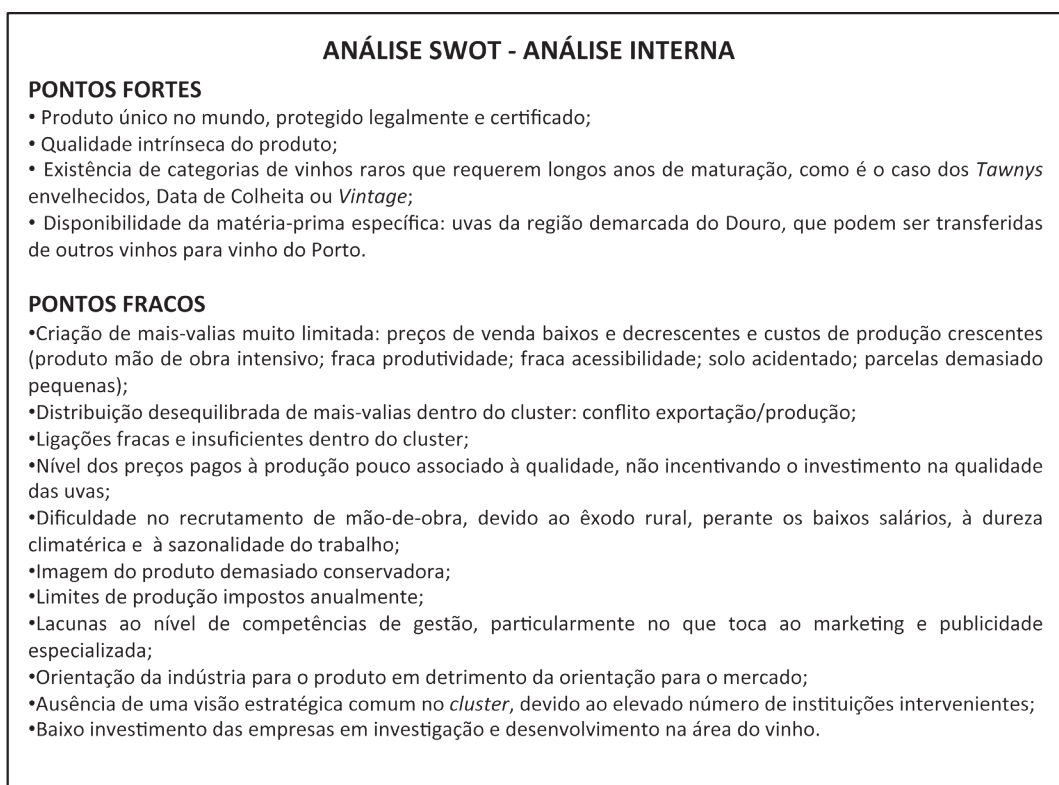 ANÁLISE SWOT - ANÁLISE INTERNA
PONTOS FORTES
• Produto único no mundo, protegido legalmente e certificado;
• Qualidade intrínseca do produto;
• Existência de categorias de vinhos raros que requerem longos anos de maturação, como é o caso dos Tawnys
envelhecidos, Data de Colheita ou Vintage;
• Disponibilidade da matéria-prima específica: uvas da região demarcada do Douro, que podem ser transferidas
de outros vinhos para vinho do Porto.
PONTOS FRACOS
•Criação de mais-valias muito limitada: preços de venda baixos e decrescentes e custos de produção crescentes
(produto mão de obra intensivo; fraca produtividade; fraca acessibilidade; solo acidentado; parcelas demasiado
pequenas);
•Distribuição desequilibrada de mais-valias dentro do cluster: conflito exportação/produção;
•Ligações fracas e insuficientes dentro do cluster;
•Nível dos preços pagos à produção pouco associado à qualidade, não incentivando o investimento na qualidade
das uvas;
•Dificuldade no recrutamento de mão-de-obra, devido ao êxodo rural, perante os baixos salários, à dureza
climatérica e à sazonalidade do trabalho;
•Imagem do produto demasiado conservadora;
•Limites de produção impostos anualmente;
•Lacunas ao nível de competências de gestão, particularmente no que toca ao marketing e publicidade
especializada;
•Orientação da indústria para o produto em detrimento da orientação para o mercado;
•Ausência de uma visão estratégica comum no cluster, devido ao elevado número de instituições intervenientes;
•Baixo investimento das empresas em investigação e desenvolvimento na área do vinho.